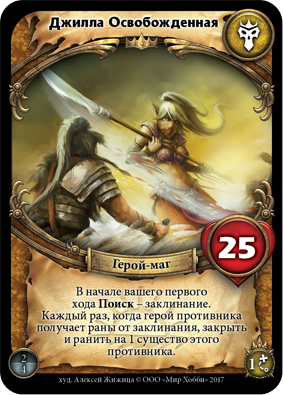 Джилла Освобожденная
25
Герой-маг
В начале вашего первого
хода Поиск – заклинание.
Каждый раз, когда герой противника
получает раны от заклинания, закрыть
и ранить на 1 существо этого
противника.
2
4
1
худ. Алексей Жижица © ООО «Мир Хобби» 2017